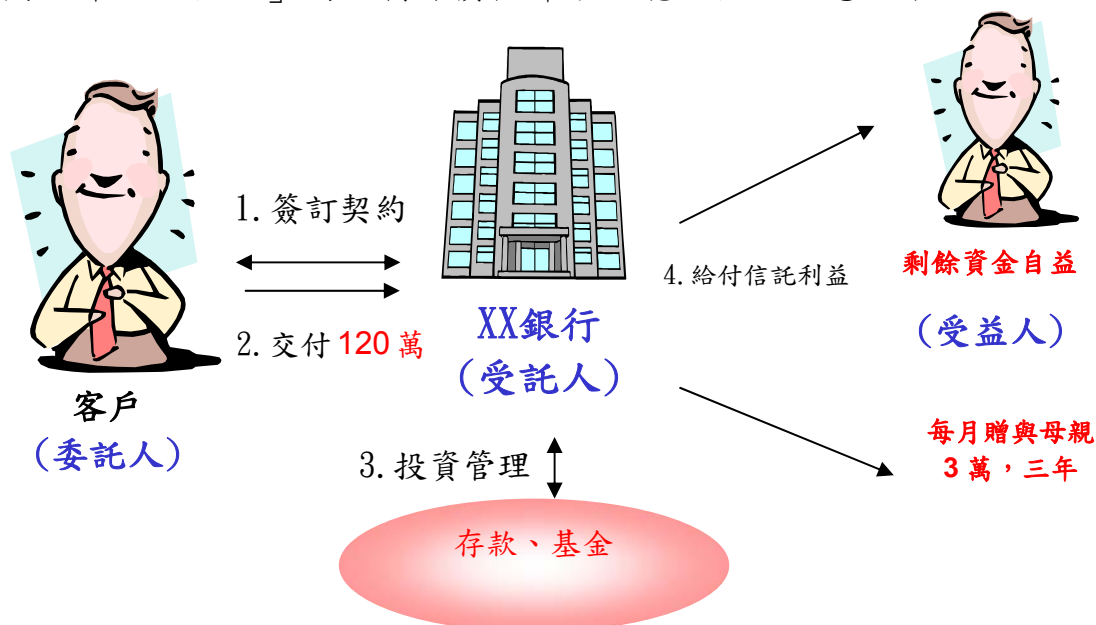 1.簽訂契約
2.交付 120 萬
客戶
(委託人)
XX銀行
(受託人)
3.投資管理
存款、基金
4.給付信託利益
剩餘資金自益
(受益人)
每月贈與母親
3 萬,三年